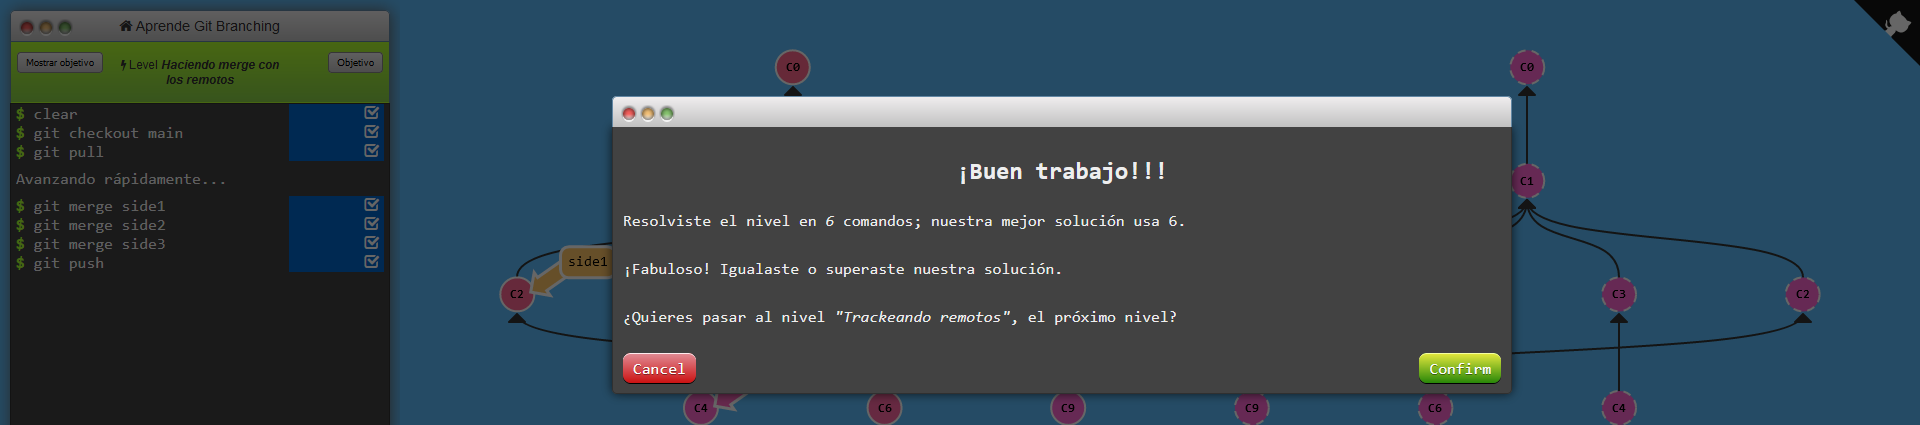 Aprende Git Branching
Mostrar objetivo
Level Haciendo merge con
los remotos
Objetivo
$ clear
$ git checkout main
$ git pull
Avanzando rápidamente...
$ git merge side1
$ git merge side2
$ git merge side3
$ git push
C0
C0
¡Buen trabajo!!!
C1
Resolviste el nivel en 6 comandos; nuestra mejor solución usa 6.
side1
¡Fabuloso! Igualaste o superaste nuestra solución.
C2
C3
C2
¿Quieres pasar al nivel "Trackeando remotos", el próximo nivel?
Cancel
Confirm
C4
C6
C9
C9
C6
C4